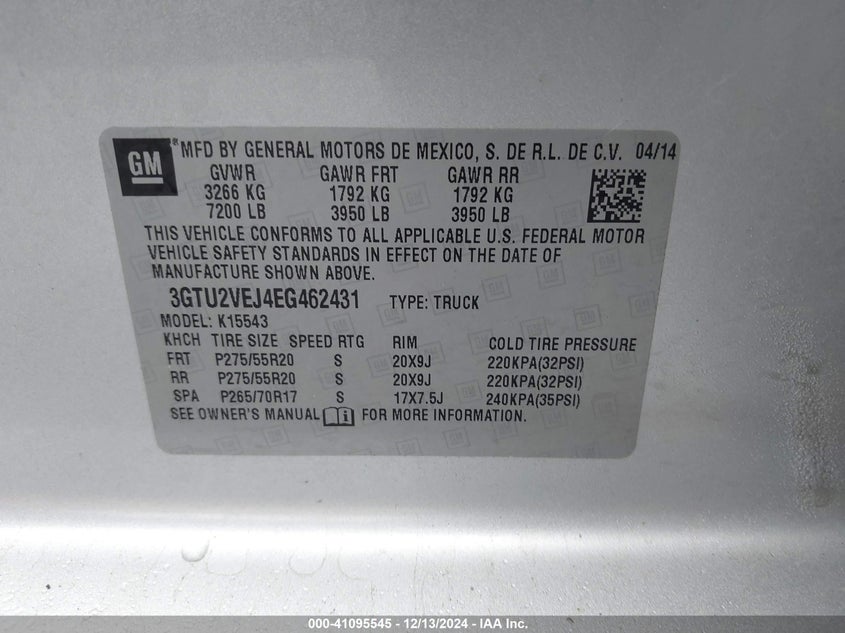 GM ® MFD BY GENERAL MOTORS DE MEXICO, S. DE R.L. DE C.V. 04/14
GVWR GAWR FRT GAWR RR
3266 KG 1792 KG 1792 KG
7200 LB 3950 LB 3950 LB
THIS VEHICLE CONFORMS TO ALL APPLICABLE U.S. FEDERAL MOTOR
VEHICLE SAFETY STANDARDS IN EFFECT ON THE DATE OF
MANUFACTURE SHOWN ABOVE.
3GTU2VEJ4EG462431 TYPE: TRUCK
MODEL: K15543
KHCH TIRE SIZE SPEED RTG RIM COLD TIRE PRESSURE
FRT P275/55R20 S 20X9J 220KPA(32PSI)
RR P275/55R20 S 20X9J 220KPA(32PSI)
SPA P265/70R17 S 17X7.5J 240KPA(35PSI)
SEE OWNER'S MANUAL FOR MORE INFORMATION.
000-41095545 - 12/13/2024 - IAA Inc.